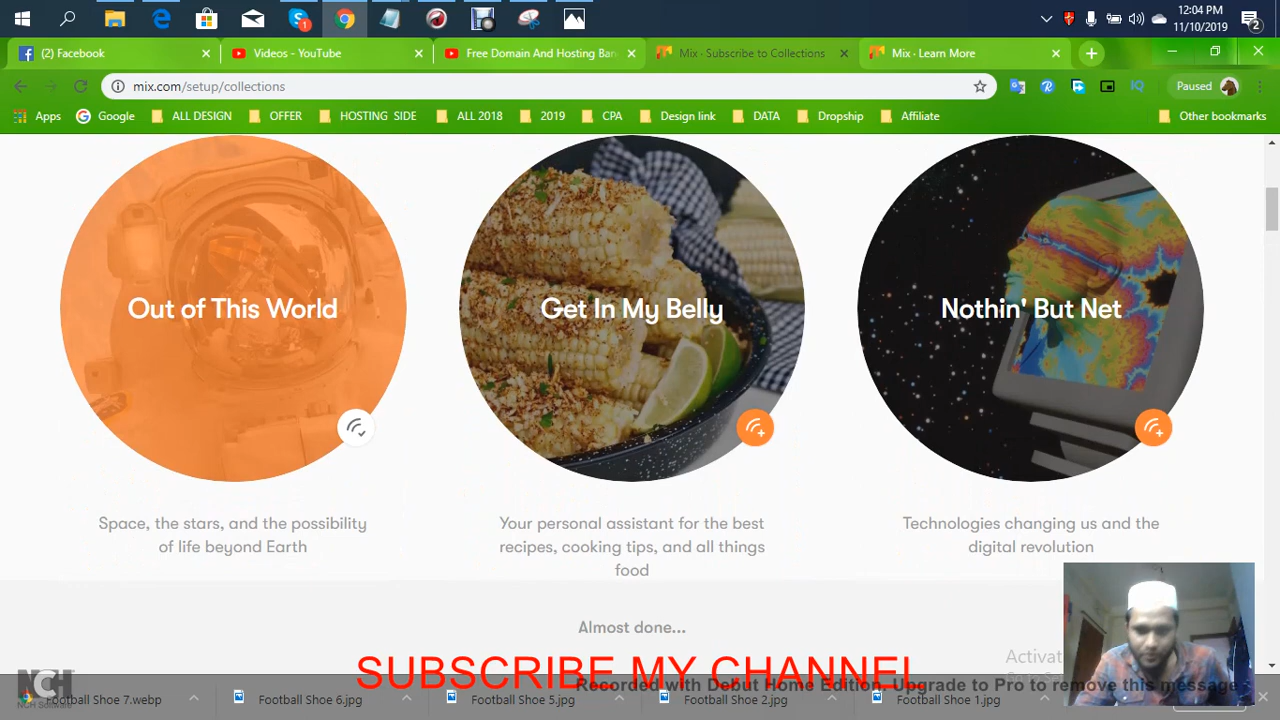 12:04 PM
11/10/2019
2
(2) Facebook
Videos - YouTube
Free Domain And Hosting Ban
Mix - Subscribe to Collections
Mix - Learn More
mix.com/setup/collections
IQ
Paused
Apps
Google
ALL DESIGN
OFFER
HOSTING SIDE
ALL 2018
2019
CPA
Design link
DATA
Dropship
Affiliate
Other bookmarks
Out of This World
Get In My Belly
Nothin' But Net
Space, the stars, and the possibility
of life beyond Earth
Your personal assistant for the best
recipes, cooking tips, and all things
food
Technologies changing us and the
digital revolution
Almost done...
Activat
SUBSCRIBE MY CHANNEL
Recorded with Debut Home Edition. Upgrade to Pro to remove this message
NCH
NCH Software
Football Shoe 7.webp
Football Shoe 6.jpg
Football Shoe 5.jpg
Football Shoe 2.jpg
Football Shoe 1.jpg